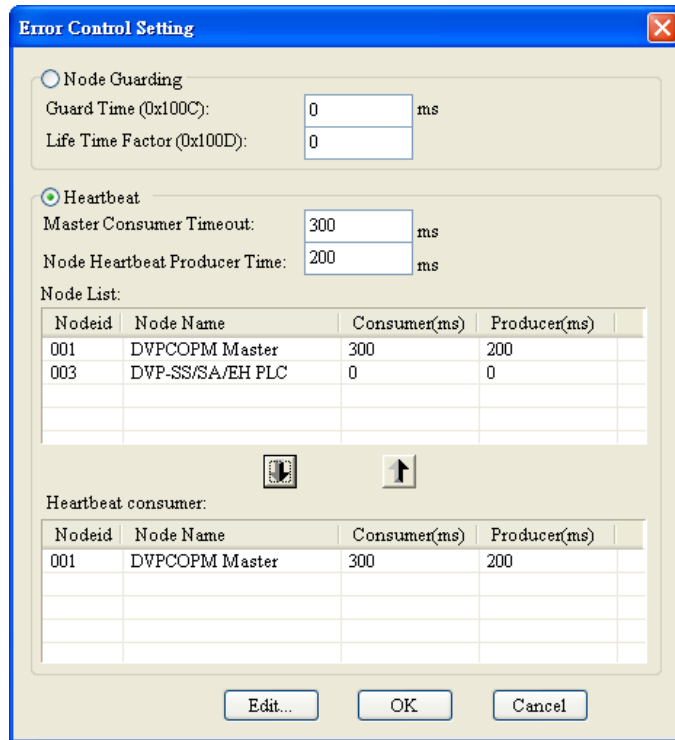 Error Control Setting
Node Guarding
Guard Time (0x100C): 0 ms
Life Time Factor (0x100D): 0
Heartbeat
Master Consumer Timeout: 300 ms
Node Heartbeat Producer Time: 200 ms
Node List:
Nodeid Node Name Consumer(ms) Producer(ms)
001 DVPCOPM Master 300 200
003 DVP-SS/SA/EH PLC 0 0
Heartbeat consumer:
Nodeid Node Name Consumer(ms) Producer(ms)
001 DVPCOPM Master 300 200
Edit... OK Cancel